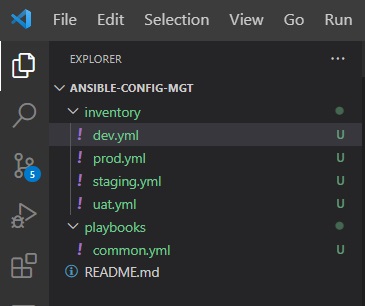 File Edit Selection View Go Run
EXPLORER ...
ANSIBLE-CONFIG-MGT
inventory
! dev.yml U
! prod.yml U
! staging.yml U
5
! uat.yml U
playbooks
! common.yml U
README.md